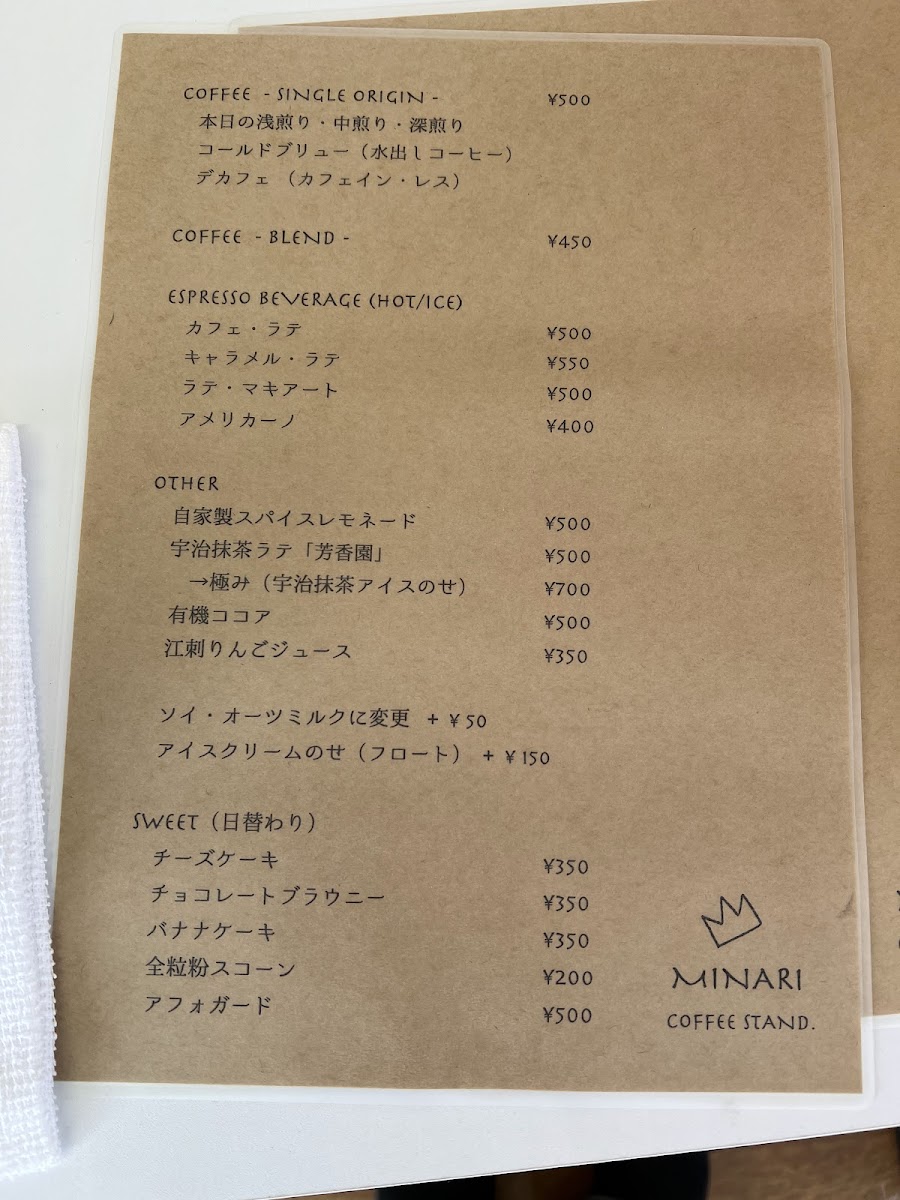 COFFEE - SINGLE ORIGIN - ¥500
本日の浅煎り・中煎り・深煎り
コールドブリュー（水出しコーヒー）
デカフェ （カフェイン・レス）
COFFEE - BLEND - ¥450
ESPRESSO BEVERAGE (HOT/ICE)
カフェ・ラテ ¥500
キャラメル・ラテ ¥550
ラテ・マキアート ¥500
アメリカーノ ¥400
OTHER
自家製スパイスレモネード ¥500
宇治抹茶ラテ「芳香園」 ¥500
→極み（宇治抹茶アイスのせ） ¥700
有機ココア ¥500
江刺りんごジュース ¥350
ソイ・オーツミルクに変更 + ¥50
アイスクリームのせ（フロート） + ¥150
SWEET（日替わり）
チーズケーキ ¥350
チョコレートブラウニー ¥350
バナナケーキ ¥350
全粒粉スコーン ¥200
アフォガード ¥500
MINARI
COFFEE STAND.